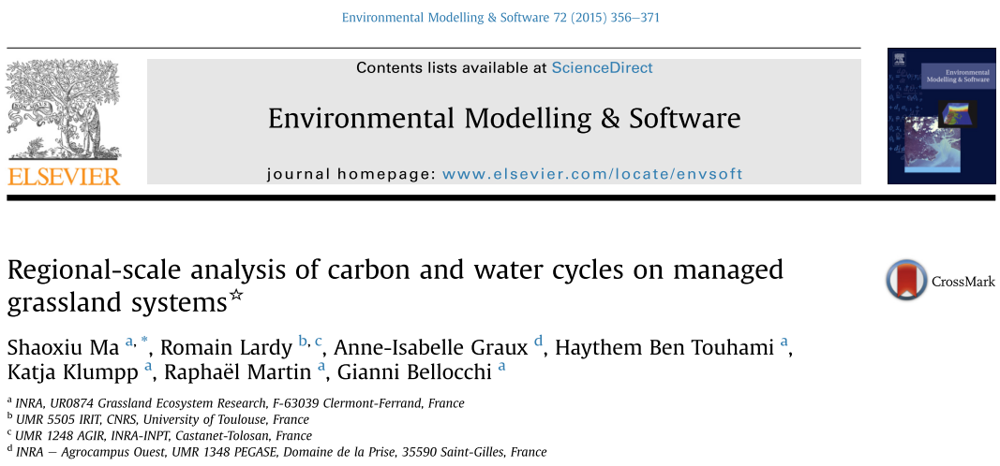 Environmental Modelling & Software 72 (2015) 356–371
Contents lists available at ScienceDirect
Environmental Modelling & Software
journal homepage: www.elsevier.com/locate/envsoft
ELSEVIER
Environmental
Modelling & Software
Regional-scale analysis of carbon and water cycles on managed
grassland systems☆
CrossMark
Shaoxiu Ma a, *, Romain Lardy b, c, Anne-Isabelle Graux d, Haythem Ben Touhami a,
Katja Klumpp a, Raphaël Martin a, Gianni Bellocchi a
a INRA, UR0874 Grassland Ecosystem Research, F-63039 Clermont-Ferrand, France
b UMR 5505 IRIT, CNRS, University of Toulouse, France
c UMR 1248 AGIR, INRA-INPT, Castanet-Tolosan, France
d INRA – Agrocampus Ouest, UMR 1348 PEGASE, Domaine de la Prise, 35590 Saint-Gilles, France